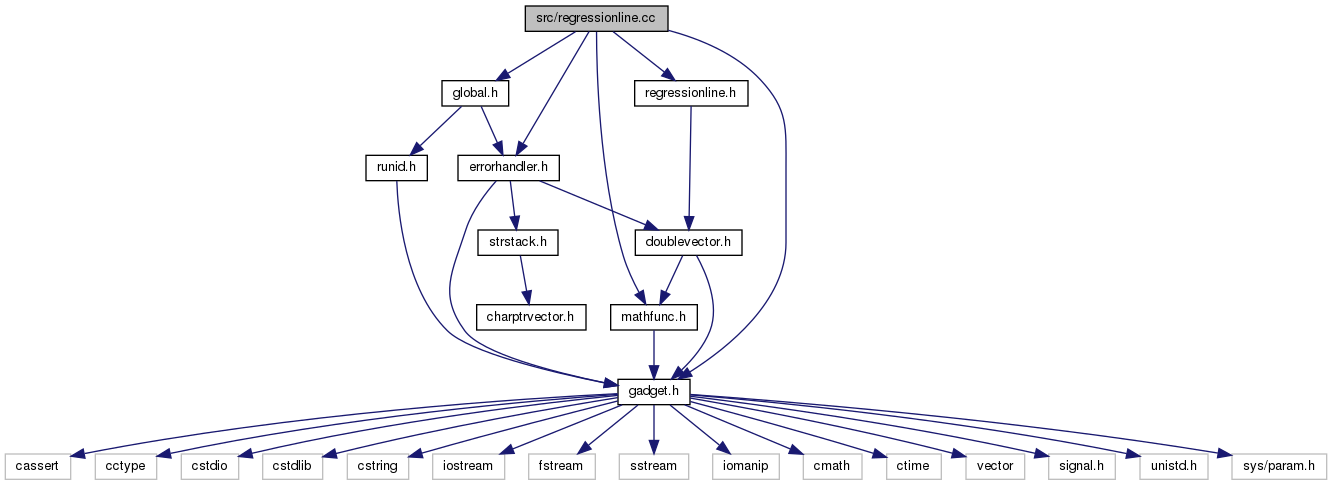 src/regressionline.cc
global.h
regressionline.h
runid.h
errorhandler.h
strstack.h
doublevector.h
charptrvector.h
mathfunc.h
gadget.h
cassert
cctype
cstdio
cstdlib
cstring
iostream
fstream
sstream
iomanip
cmath
ctime
vector
signal.h
unistd.h
sys/param.h